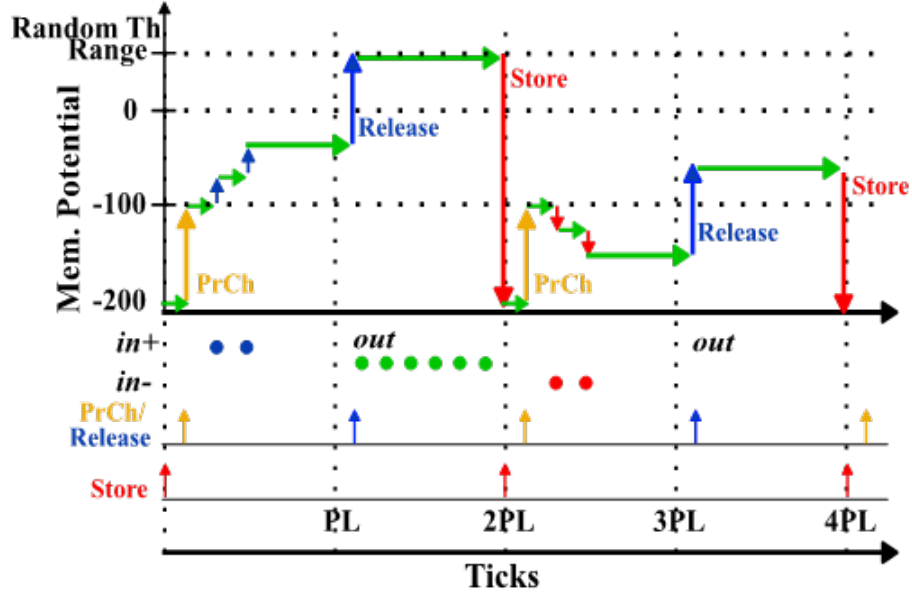 Random Th
Range
0
-100
-200
Mem. Potential
PrCh
Release
Store
PrCh
Release
Store
in+
out
out
in-
PrCh/
Release
Store
PL
2PL
3PL
4PL
Ticks